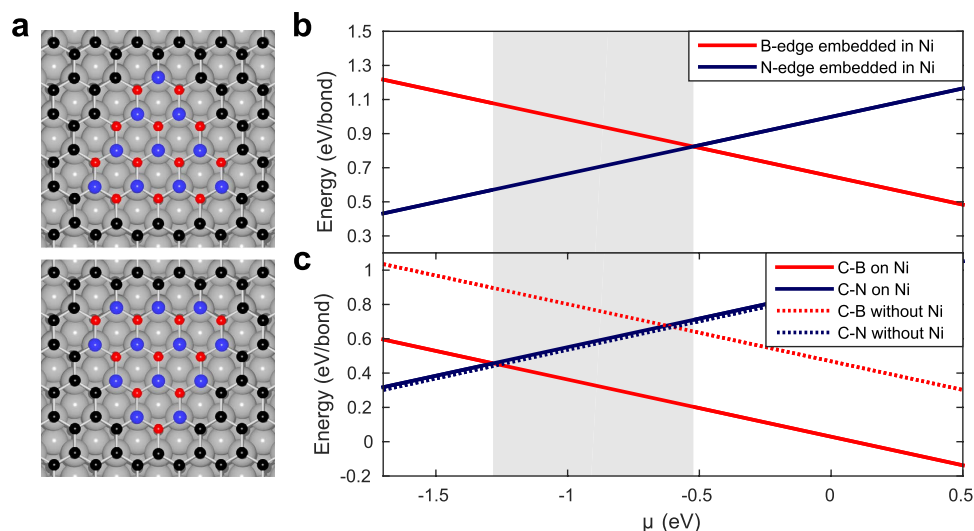 a
b
1.5
1.3
1.1
0.9
0.7
0.5
0.3
Energy (eV/bond)
B-edge embedded in Ni
N-edge embedded in Ni
c
1
0.8
0.6
0.4
0.2
0
-0.2
Energy (eV/bond)
C-B on Ni
C-N on Ni
C-B without Ni
C-N without Ni
-1.5 -1 -0.5 0 0.5
μ (eV)